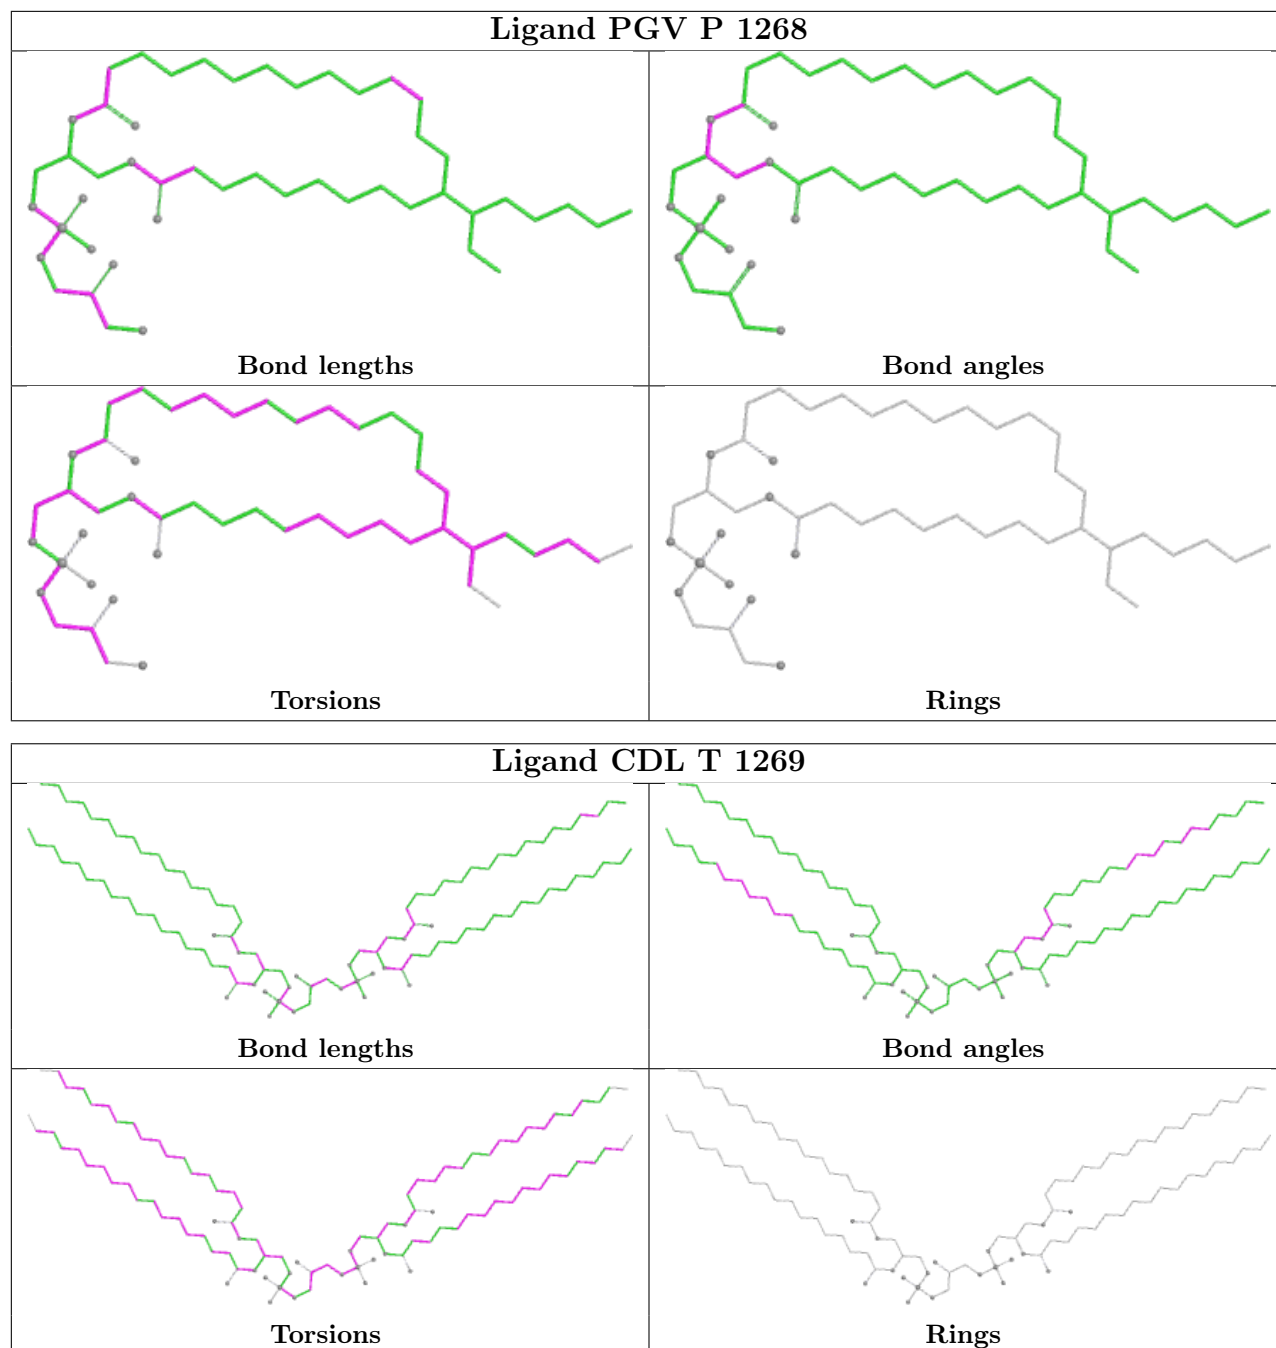 Ligand PGV P 1268
Bond lengths
Bond angles
Torsions
Rings
Ligand CDL T 1269
Bond lengths
Bond angles
Torsions
Rings